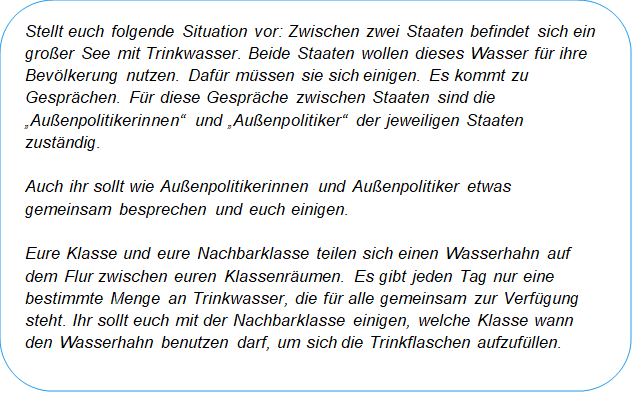 Stellt euch folgende Situation vor: Zwischen zwei Staaten befindet sich ein
großer See mit Trinkwasser. Beide Staaten wollen dieses Wasser für ihre
Bevölkerung nutzen. Dafür müssen sie sich einigen. Es kommt zu
Gesprächen. Für diese Gespräche zwischen Staaten sind die
„Außenpolitikerinnen“ und „Außenpolitiker“ der jeweiligen Staaten
zuständig.
Auch ihr sollt wie Außenpolitikerinnen und Außenpolitiker etwas
gemeinsam besprechen und euch einigen.
Eure Klasse und eure Nachbarklasse teilen sich einen Wasserhahn auf
dem Flur zwischen euren Klassenräumen. Es gibt jeden Tag nur eine
bestimmte Menge an Trinkwasser, die für alle gemeinsam zur Verfügung
steht. Ihr sollt euch mit der Nachbarklasse einigen, welche Klasse wann
den Wasserhahn benutzen darf, um sich die Trinkflaschen aufzufüllen.